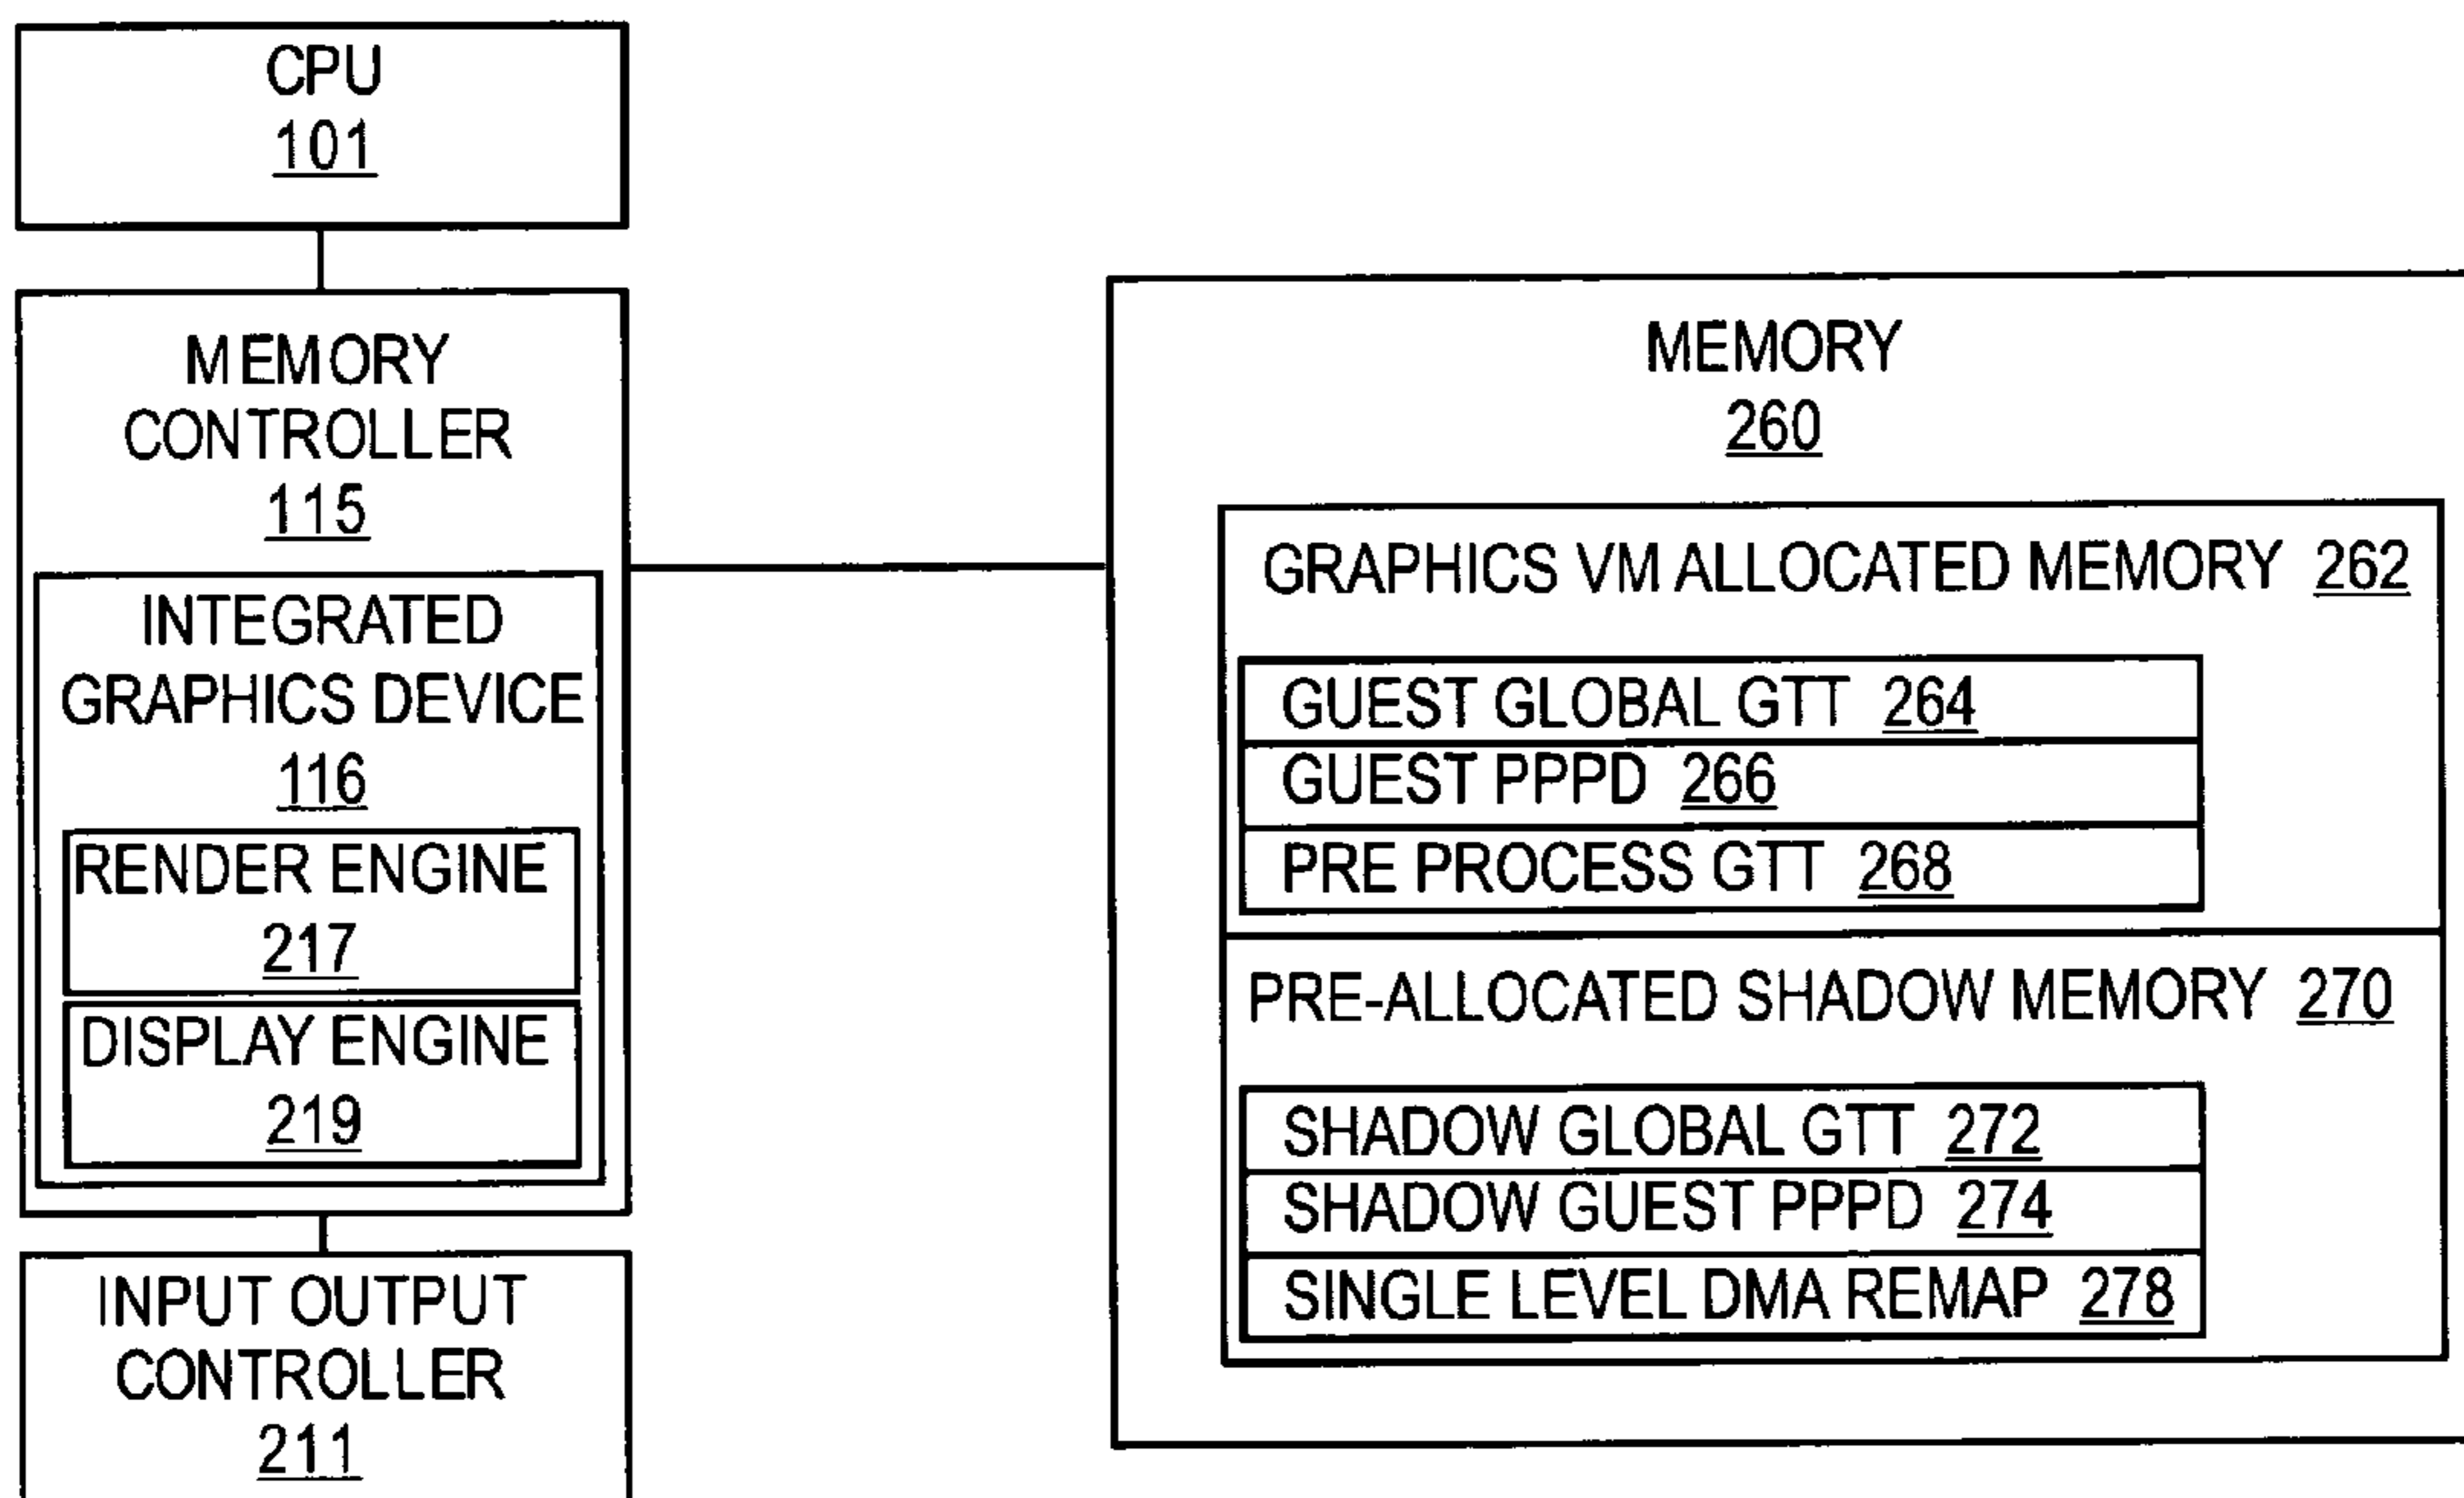 CPU
101
MEMORY
CONTROLLER
115
INTEGRATED
GRAPHICS DEVICE
116
RENDER ENGINE
217
DISPLAY ENGINE
219
INPUT OUTPUT
CONTROLLER
211
MEMORY
260
GRAPHICS VM ALLOCATED MEMORY 262
GUEST GLOBAL GTT 264
GUEST PPPD 266
PRE PROCESS GTT 268
PRE-ALLOCATED SHADOW MEMORY 270
SHADOW GLOBAL GTT 272
SHADOW GUEST PPPD 274
SINGLE LEVEL DMA REMAP 278